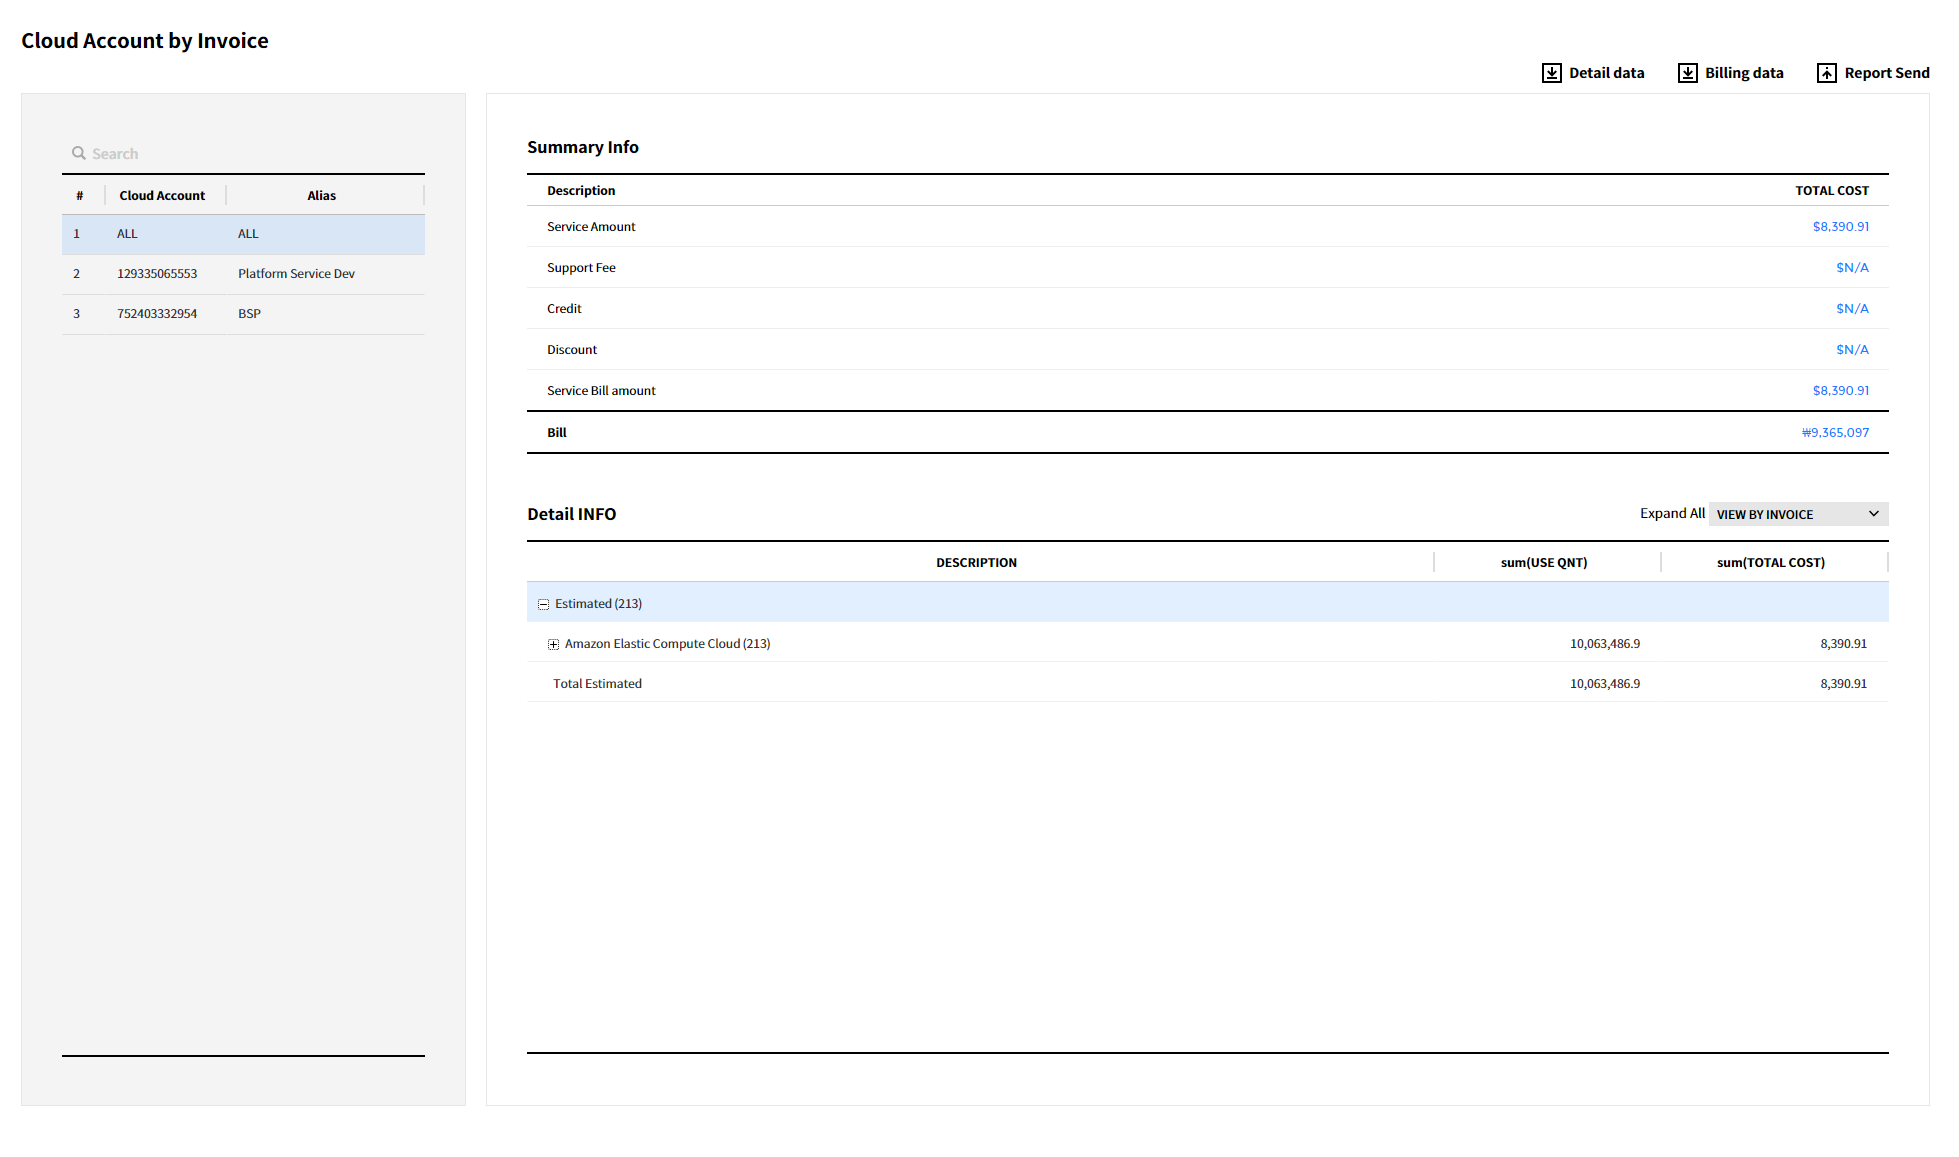 Cloud Account by Invoice
Detail data Billing data Report Send
Search
# Cloud Account Alias
1 ALL ALL
2 129335065553 Platform Service Dev
3 752403332954 BSP
Summary Info
Description TOTAL COST
Service Amount $8,390.91
Support Fee $N/A
Credit $N/A
Discount $N/A
Service Bill amount $8,390.91
Bill ₩9,365,097
Detail INFO Expand All VIEW BY INVOICE
DESCRIPTION sum(USE QNT) sum(TOTAL COST)
Estimated (213)
Amazon Elastic Compute Cloud (213) 10,063,486.9 8,390.91
Total Estimated 10,063,486.9 8,390.91